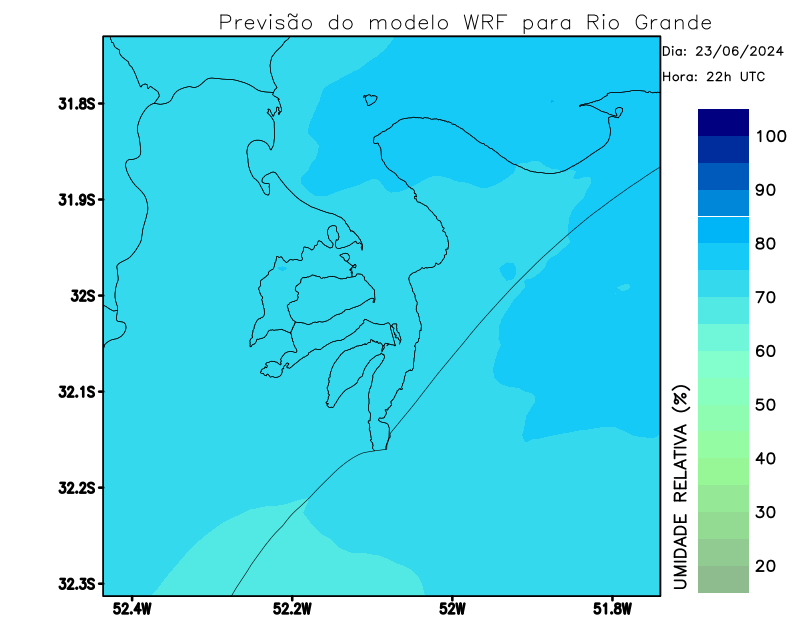 Previsão do modelo WRF para Rio Grande
Dia: 23/06/2024
Hora: 22h UTC
31.8S
31.9S
32S
32.1S
32.2S
32.3S
52.4W
52.2W
52W
51.8W
100
90
80
70
60
50
40
30
20
UMIDADE RELATIVA (%)